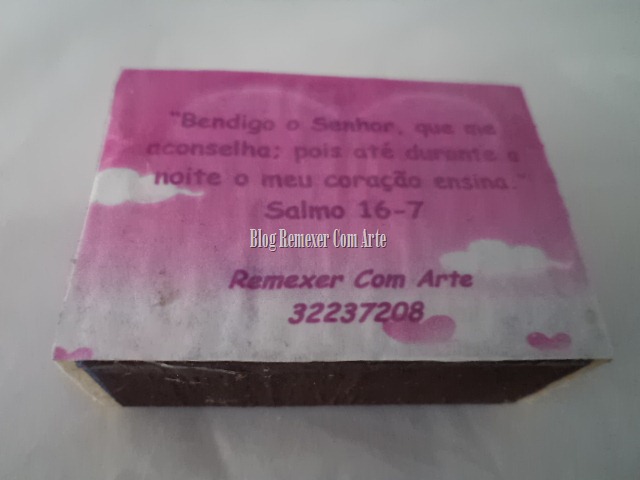 "Bendigo o Senhor, que me
aconselha; pois até durante a
noite o meu coração ensina."
Salmo 16-7
Blog Remexer Com Arte
Remexer Com Arte
32237208